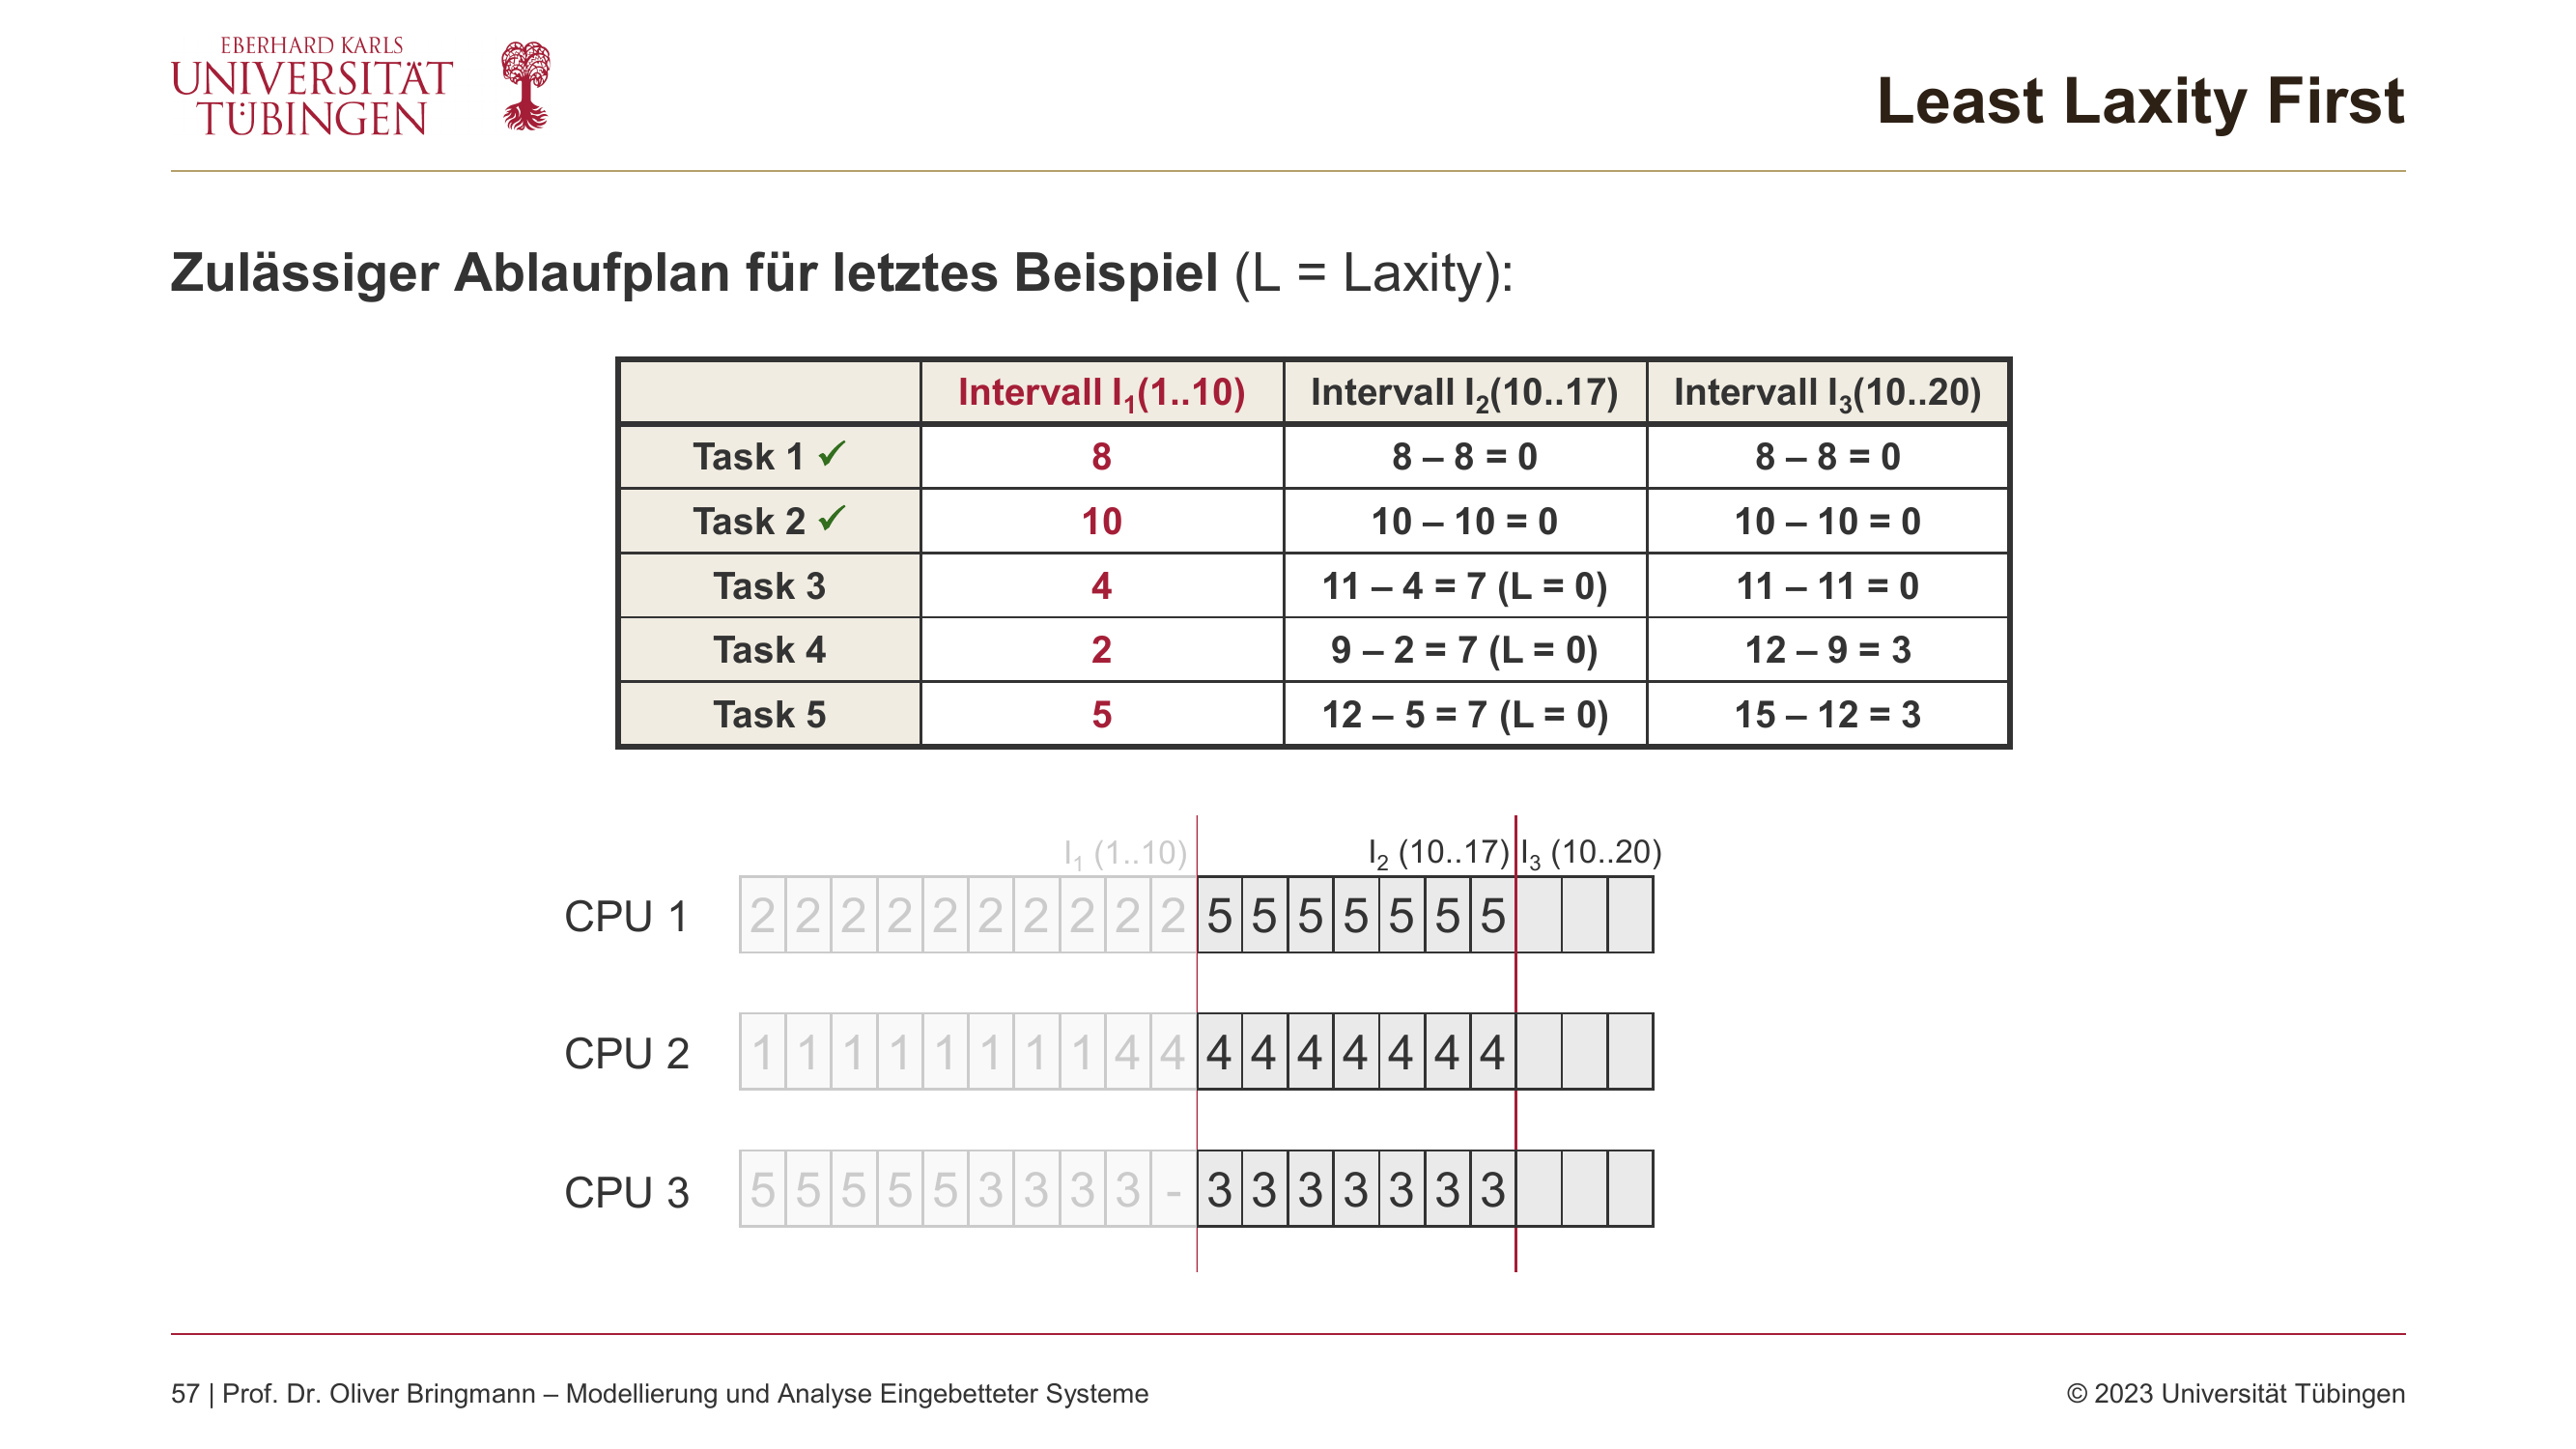 EBERHARD KARLS
UNIVERSITÄT
TÜBINGEN
Least Laxity First
Zulässiger Ablaufplan für letztes Beispiel (L = Laxity):
Intervall I1(1..10) Intervall I2(10..17) Intervall I3(10..20)
Task 1 ✓ 8 8 – 8 = 0 8 – 8 = 0
Task 2 ✓ 10 10 – 10 = 0 10 – 10 = 0
Task 3 4 11 – 4 = 7 (L = 0) 11 – 11 = 0
Task 4 2 9 – 2 = 7 (L = 0) 12 – 9 = 3
Task 5 5 12 – 5 = 7 (L = 0) 15 – 12 = 3
I1 (1..10) I2 (10..17) I3 (10..20)
CPU 1 2 2 2 2 2 2 2 2 2 2 5 5 5 5 5 5 5
CPU 2 1 1 1 1 1 1 1 1 4 4 4 4 4 4 4 4 4
CPU 3 5 5 5 5 5 3 3 3 3 - 3 3 3 3 3 3 3
57 | Prof. Dr. Oliver Bringmann – Modellierung und Analyse Eingebetteter Systeme
© 2023 Universität Tübingen